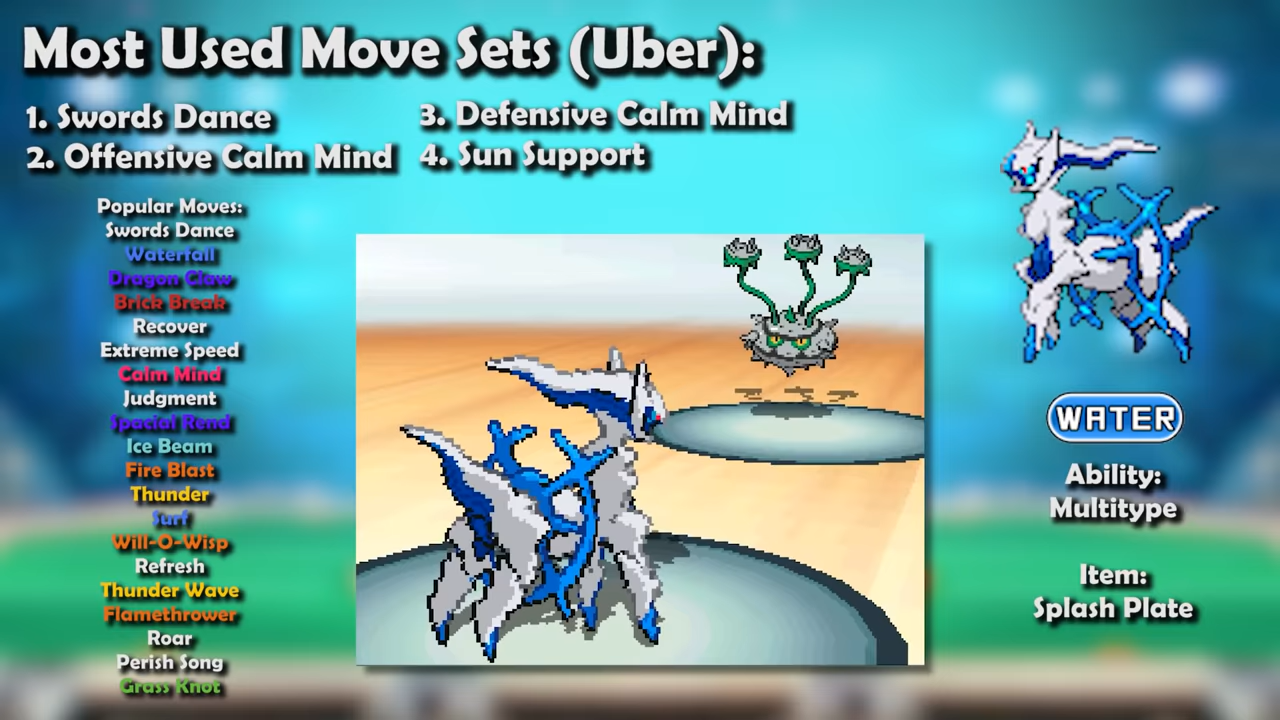 Most Used Move Sets (Uber):
1. Swords Dance
2. Offensive Calm Mind
3. Defensive Calm Mind
4. Sun Support
Popular Moves:
Swords Dance
Waterfall
Dragon Claw
Brick Break
Recover
Extreme Speed
Calm Mind
Judgment
Spacial Rend
Ice Beam
Fire Blast
Thunder
Surf
Will-O-Wisp
Refresh
Thunder Wave
Flamethrower
Roar
Perish Song
Grass Knot
WATER
Ability:
Multitype
Item:
Splash Plate